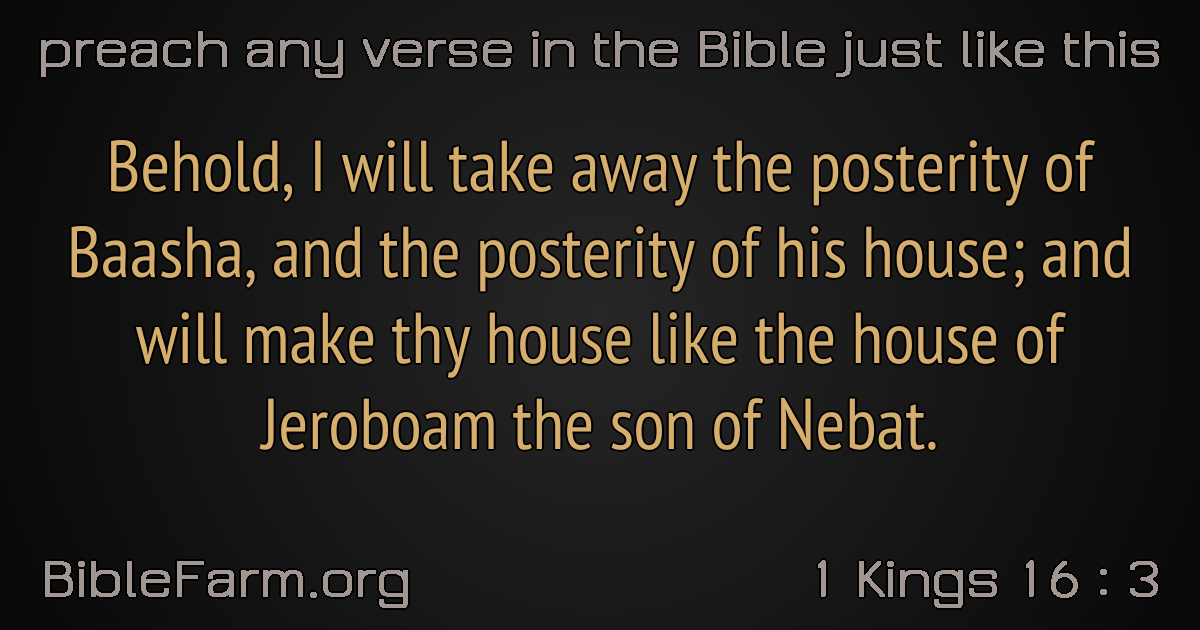 preach any verse in the Bible just like this
Behold, I will take away the posterity of
Baasha, and the posterity of his house; and
will make thy house like the house of
Jeroboam the son of Nebat.
BibleFarm.org
1 Kings 16 : 3